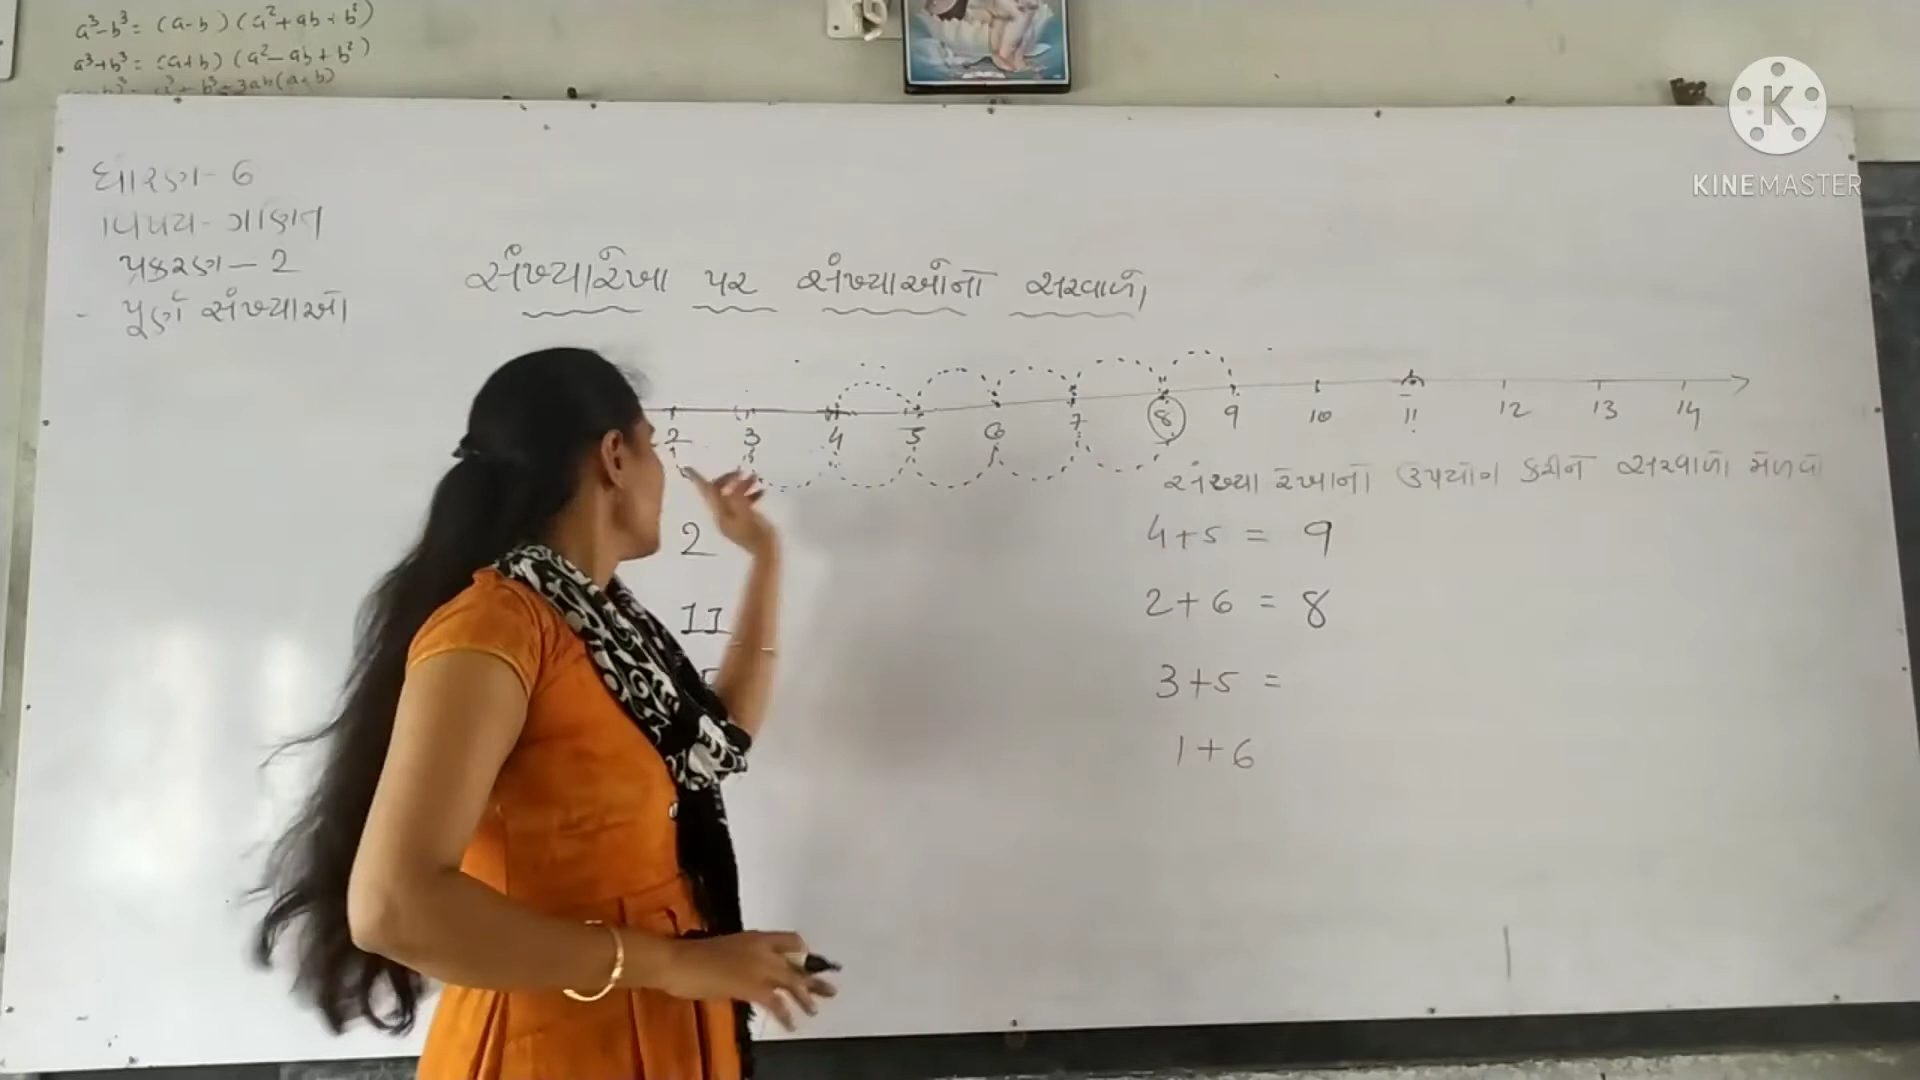 a³-b³ = (a-b) (a²+ab+b²)
a³+b³ = (a+b) (a²-ab+b²)
KINEMASTER
ધોરણ - 6
વિષય - ગણિત
પ્રકરણ - 2
- પૂર્ણ સંખ્યાઓ
સંખ્યારેખા પર સંખ્યાઓનો સરવાળો
2 3 4 5 6 7 8 9 10 11 12 13 14
સંખ્યા રેખાનો ઉપયોગ કરીને સરવાળો મેળવો
2
11
4+5 = 9
2+6 = 8
3+5 =
1+6